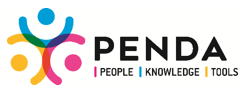 PENDA
| PEOPLE | KNOWLEDGE | TOOLS